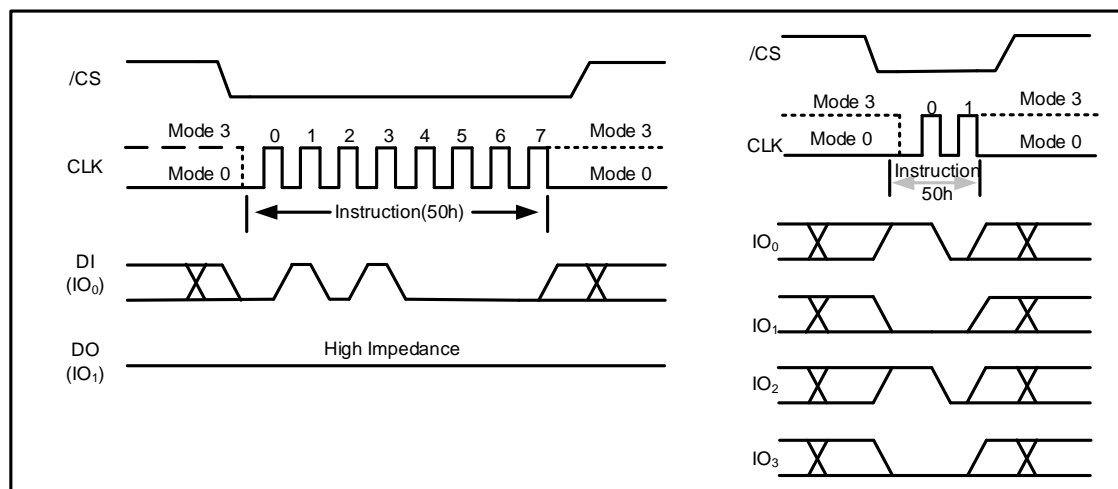 /CS
Mode 3 0 1 2 3 4 5 6 7 Mode 3
CLK
Mode 0 Mode 0
Instruction(50h)
DI
(IO0)
DO
(IO1)
High Impedance
/CS
Mode 3 0 1 Mode 3
CLK
Mode 0 Mode 0
Instruction
50h
IO0
IO1
IO2
IO3